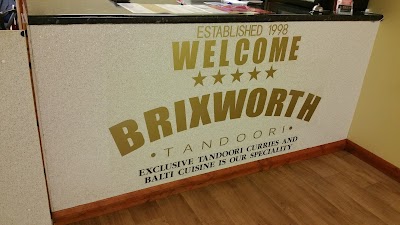 ESTABLISHED 1998
WELCOME
BRIXWORTH
· TANDOORI ·
EXCLUSIVE TANDOORI CURRIES AND
BALTI CUISINE IS OUR SPECIALITY